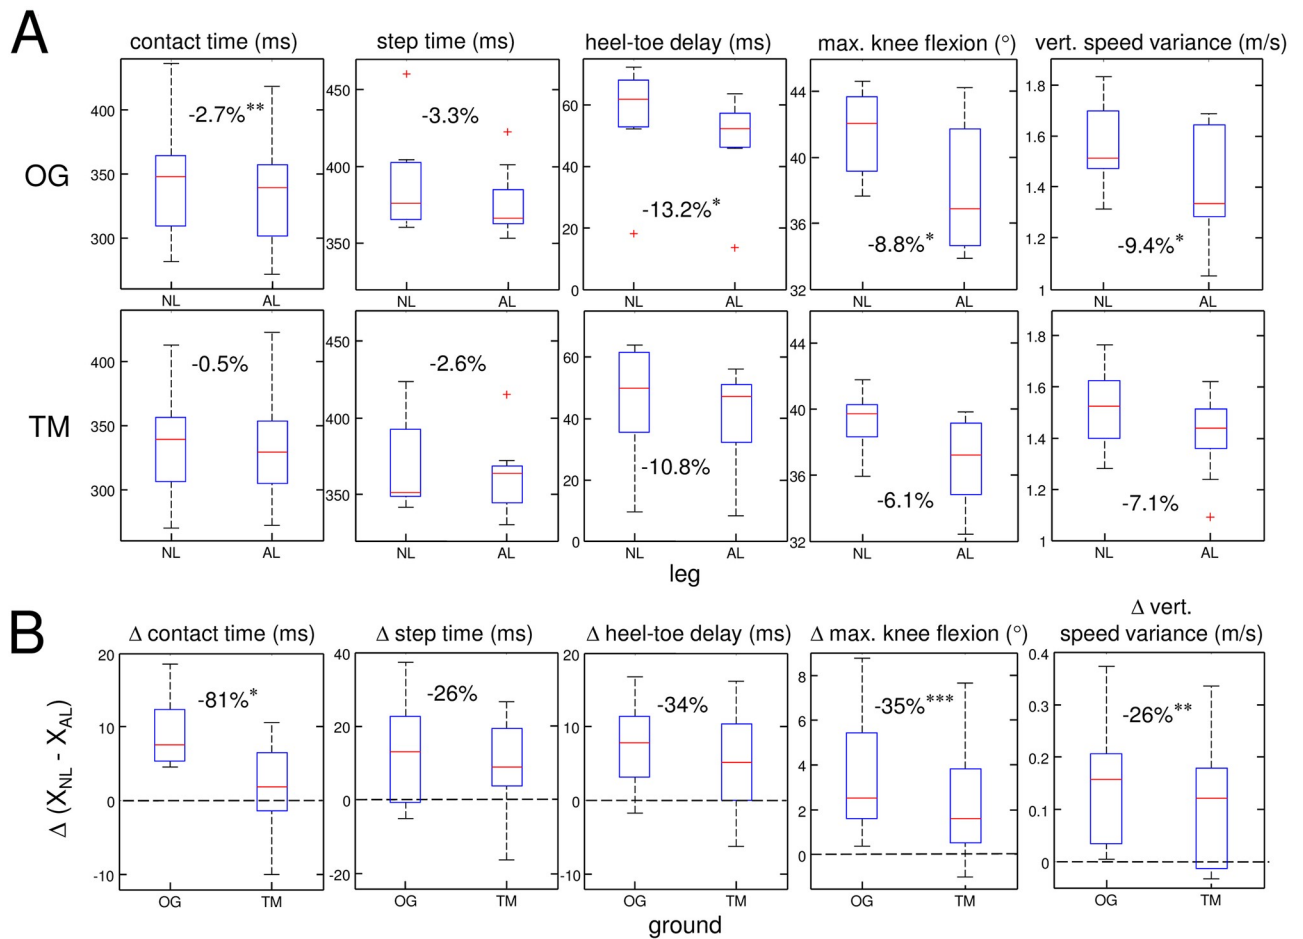 A
contact time (ms) step time (ms) heel-toe delay (ms) max. knee flexion (°) vert. speed variance (m/s)
OG
400 350 300 -2.7%** NL AL
450 400 350 -3.3% NL AL
60 40 20 0 -13.2%* NL AL
44 40 36 32 -8.8%* NL AL
1.8 1.6 1.4 1.2 1 -9.4%* NL AL
TM
400 350 300 -0.5% NL AL
450 400 350 -2.6% NL AL
60 40 20 0 -10.8% NL AL
44 40 36 32 -6.1% NL AL
1.8 1.6 1.4 1.2 1 -7.1% NL AL
leg
B
Δ contact time (ms) Δ step time (ms) Δ heel-toe delay (ms) Δ max. knee flexion (°) Δ vert.
speed variance (m/s)
Δ (X_NL - X_AL)
20 10 0 -10 -81%* OG TM
40 20 0 -20 -26% OG TM
20 10 0 -10 -34% OG TM
8 6 4 2 0 -35%*** OG TM
0.4 0.3 0.2 0.1 0 -26%** OG TM
ground